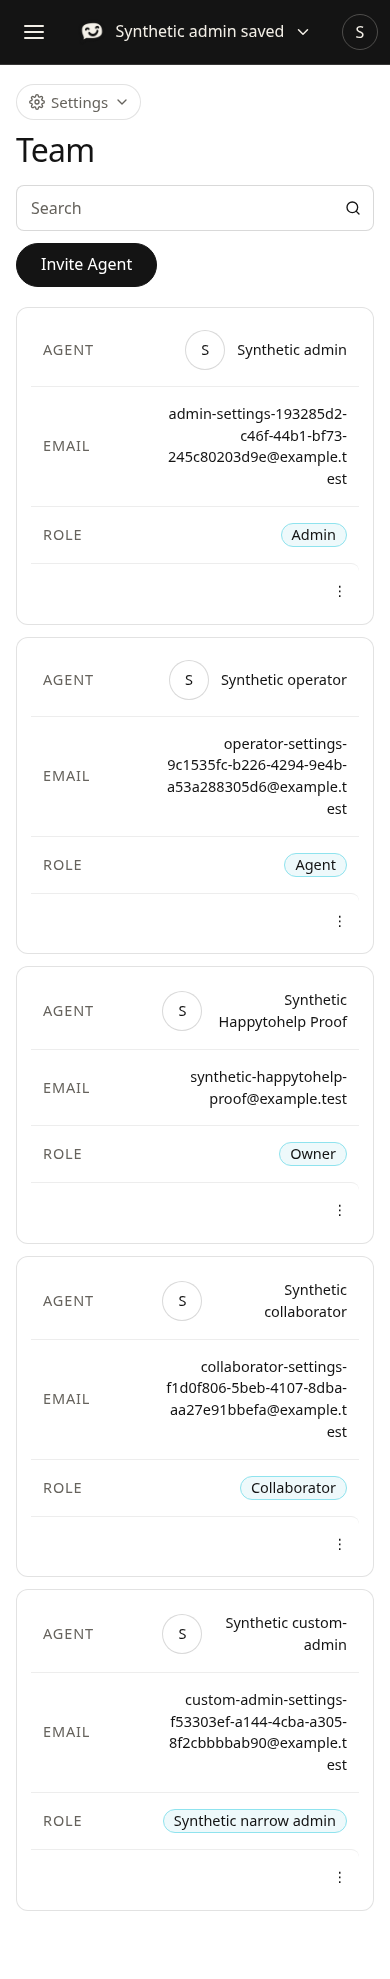 Synthetic admin saved
S
Settings
Team
Search
Invite Agent
AGENT
S
Synthetic admin
EMAIL
admin-settings-193285d2-
c46f-44b1-bf73-
245c80203d9e@example.t
est
ROLE
Admin
AGENT
S
Synthetic operator
EMAIL
operator-settings-
9c1535fc-b226-4294-9e4b-
a53a288305d6@example.t
est
ROLE
Agent
AGENT
S
Synthetic
Happytohelp Proof
EMAIL
synthetic-happytohelp-
proof@example.test
ROLE
Owner
AGENT
S
Synthetic
collaborator
EMAIL
collaborator-settings-
f1d0f806-5beb-4107-8dba-
aa27e91bbefa@example.t
est
ROLE
Collaborator
AGENT
S
Synthetic custom-
admin
EMAIL
custom-admin-settings-
f53303ef-a144-4cba-a305-
8f2cbbbbab90@example.t
est
ROLE
Synthetic narrow admin